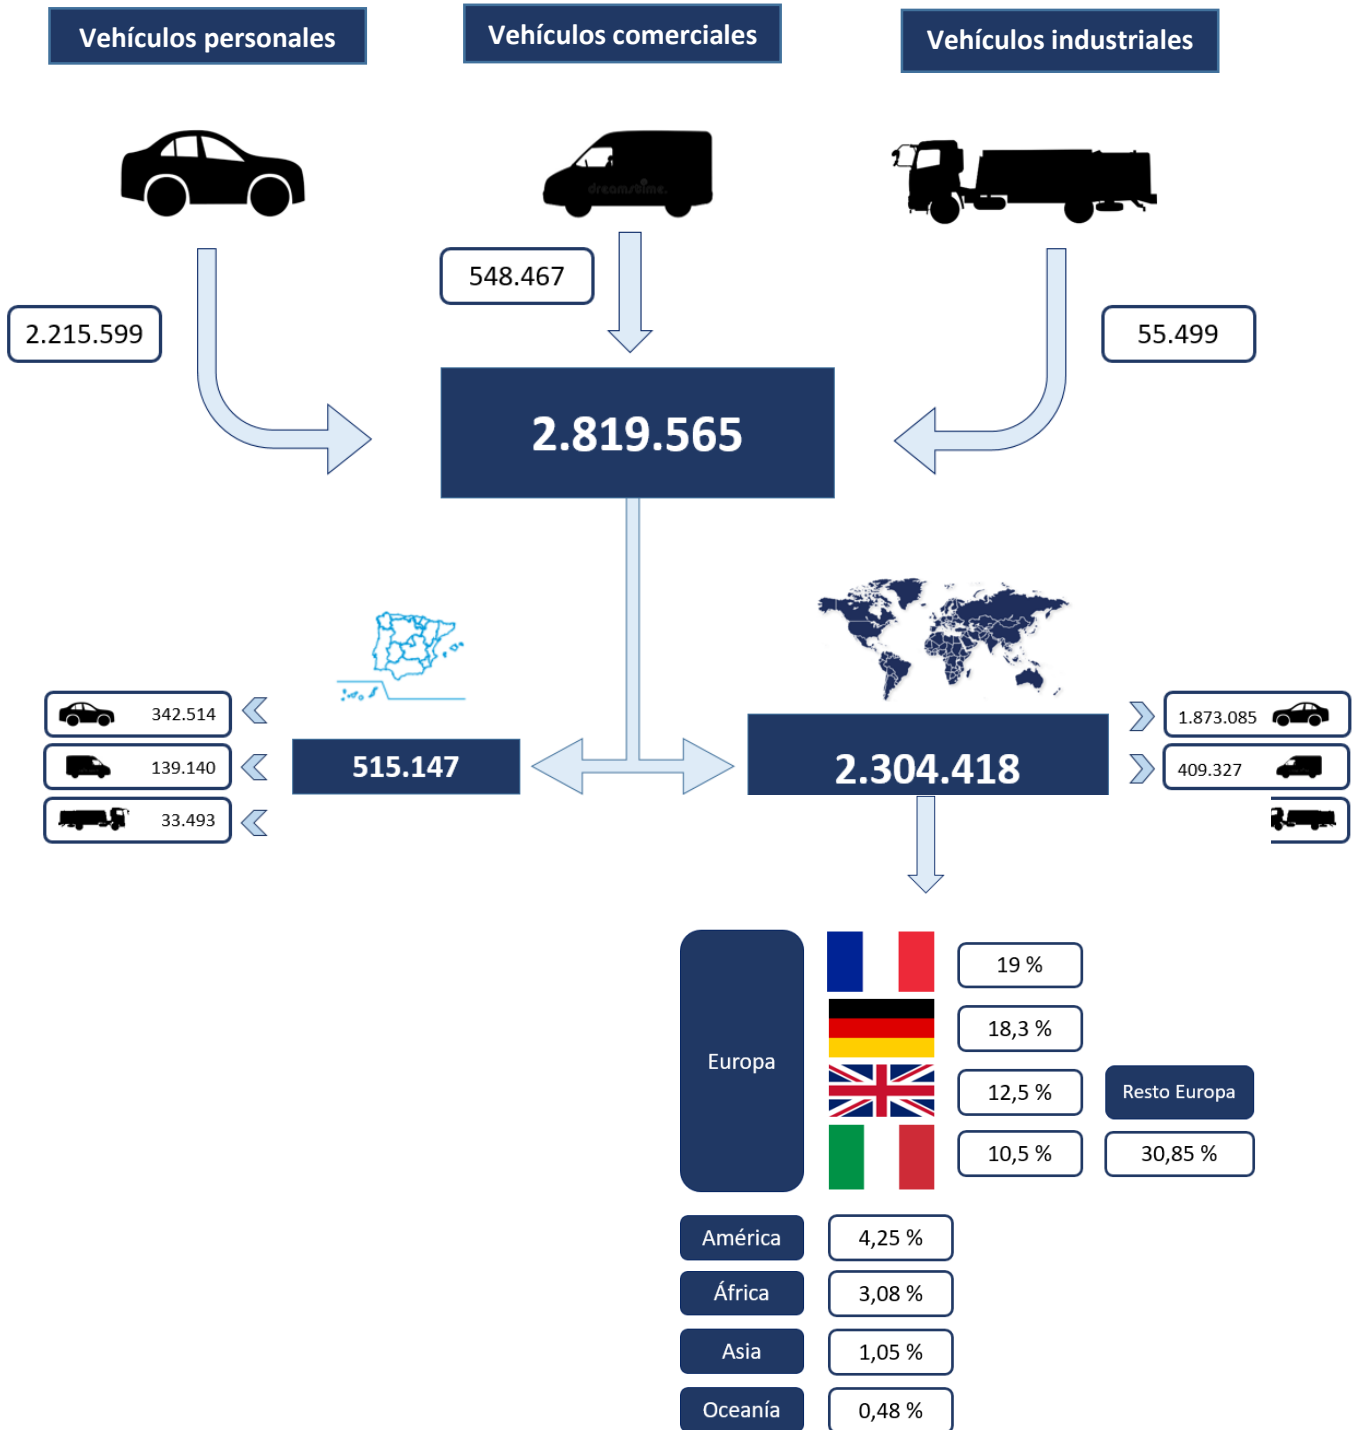 Vehículos personales
Vehículos comerciales
Vehículos industriales
dreamstime
548.467
2.215.599
55.499
2.819.565
342.514
139.140
33.493
515.147
2.304.418
1.873.085
409.327
Europa
19 %
18,3 %
12,5 %
10,5 %
Resto Europa
30,85 %
América
4,25 %
África
3,08 %
Asia
1,05 %
Oceanía
0,48 %